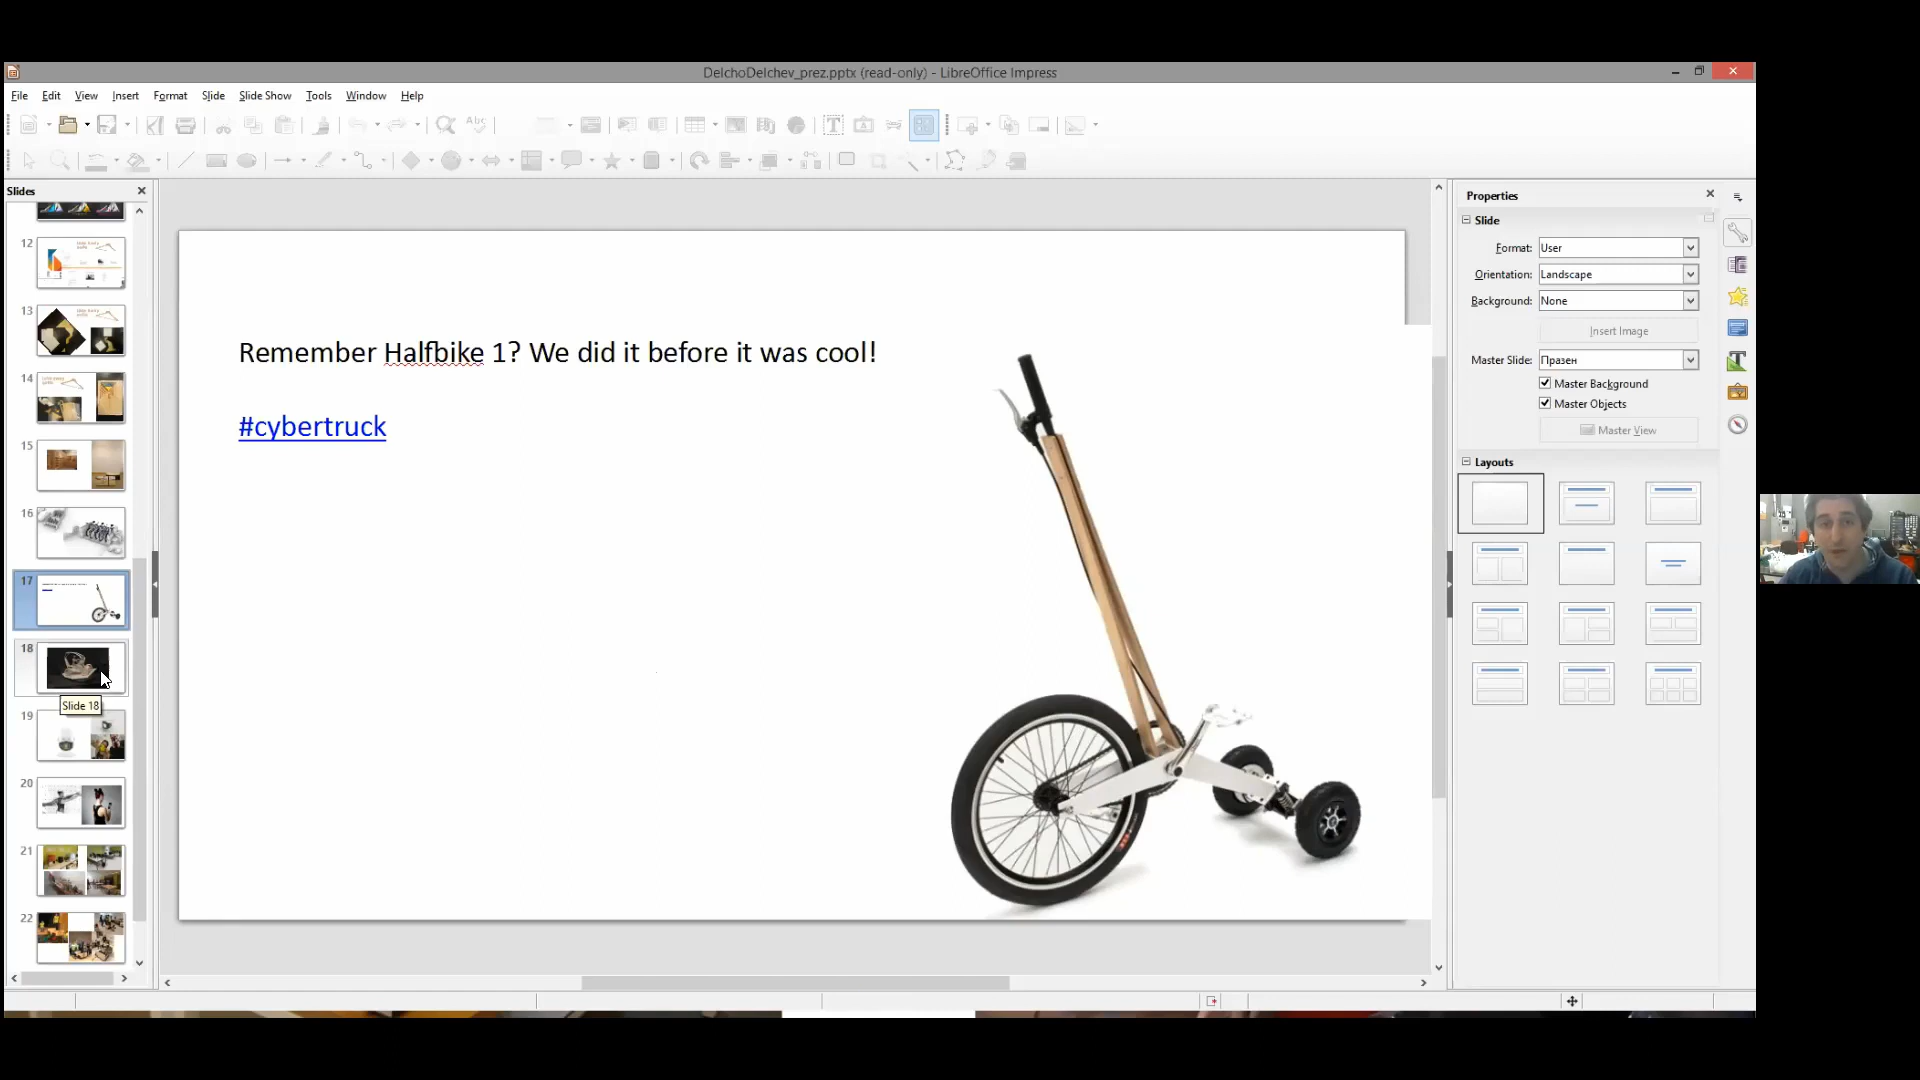 DelchoDelchev_prez.pptx (read-only) - LibreOffice Impress
File Edit View Insert Format Slide Slide Show Tools Window Help
Slides
12
13
14
15
16
17
18
Slide 18
19
20
21
22
Remember Halfbike 1? We did it before it was cool!
#cybertruck
Properties
Slide
Format: User
Orientation: Landscape
Background: None
Insert Image
Master Slide: Празен
Master Background
Master Objects
Master View
Layouts